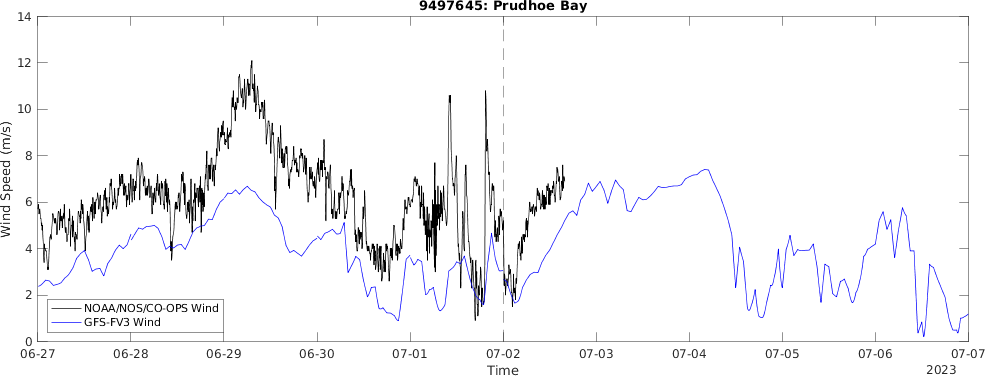 9497645: Prudhoe Bay
Wind Speed (m/s)
14
12
10
8
6
4
2
0
NOAA/NOS/CO-OPS Wind
GFS-FV3 Wind
06-27 06-28 06-29 06-30 07-01 07-02 07-03 07-04 07-05 07-06 07-07
Time
2023